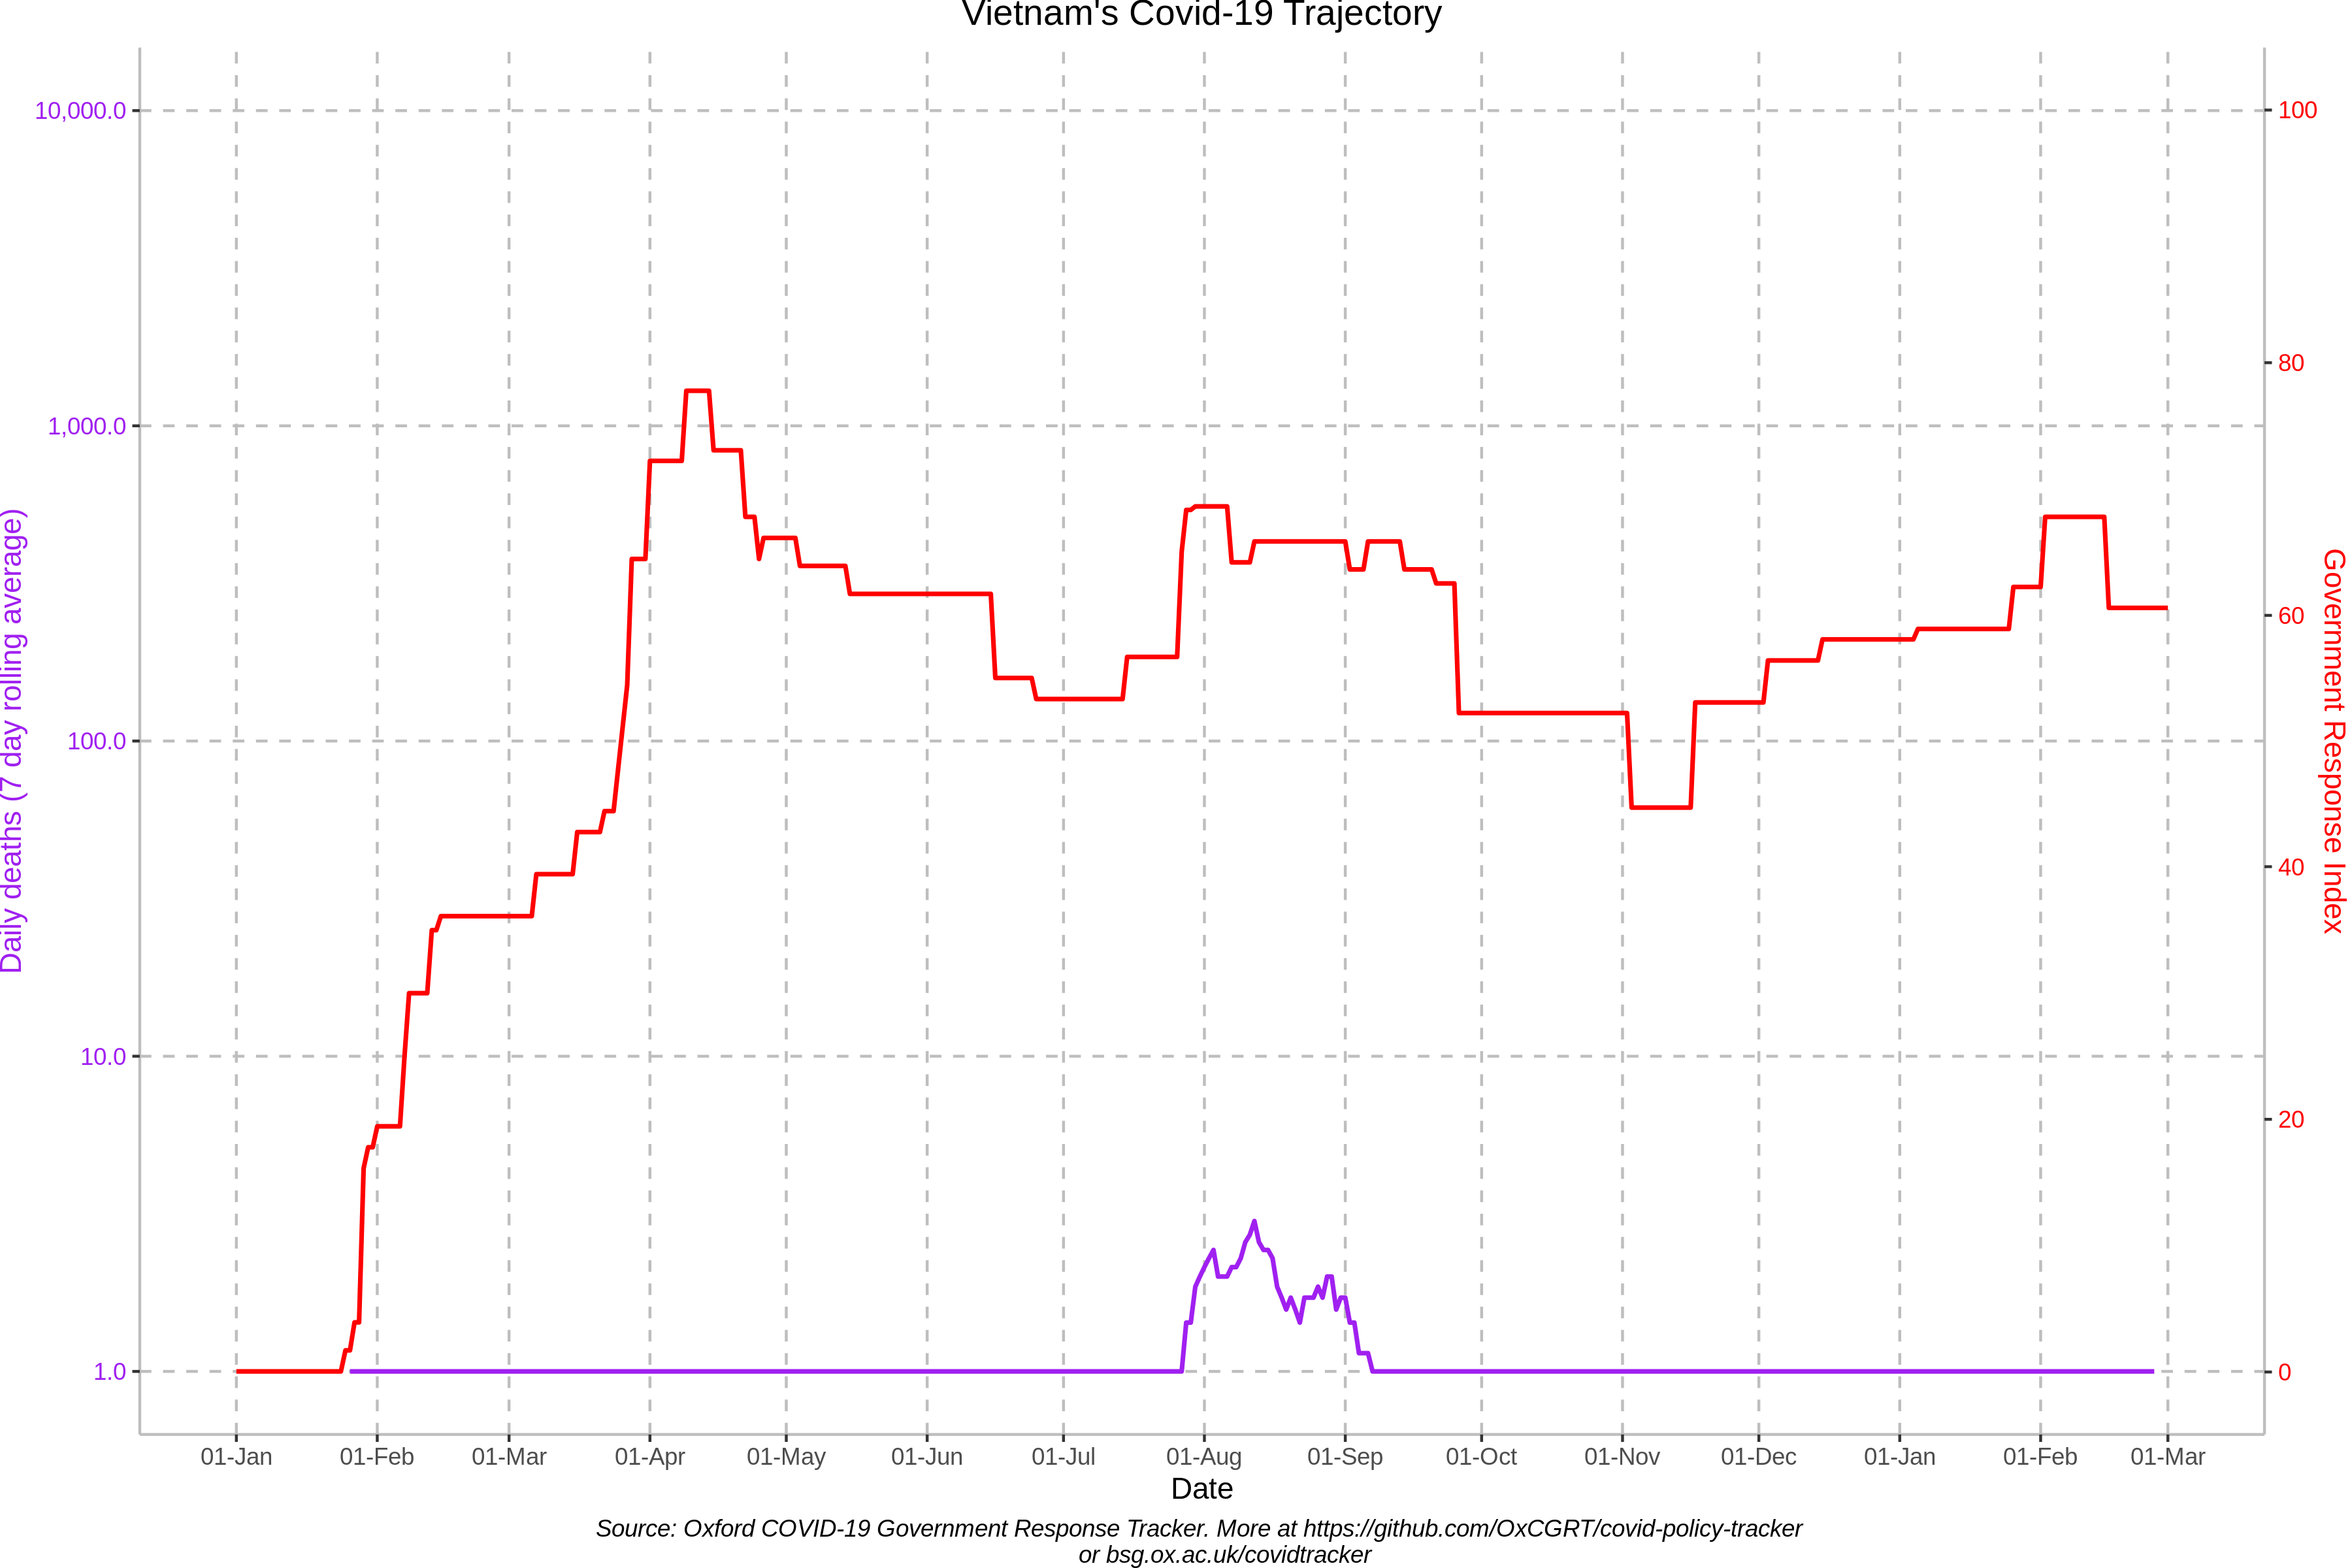 Vietnam's Covid-19 Trajectory
10,000.0
1,000.0
100.0
10.0
1.0
Daily deaths (7 day rolling average)
100
80
60
40
20
0
Government Response Index
01-Jan 01-Feb 01-Mar 01-Apr 01-May 01-Jun 01-Jul 01-Aug 01-Sep 01-Oct 01-Nov 01-Dec 01-Jan 01-Feb 01-Mar
Date
Source: Oxford COVID-19 Government Response Tracker. More at https://github.com/OxCGRT/covid-policy-tracker
or bsg.ox.ac.uk/covidtracker